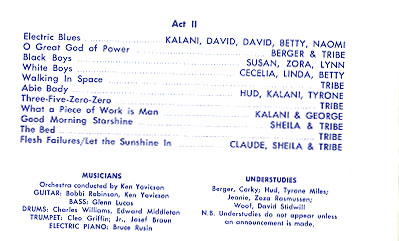 Act II
Electric Blues KALANI, DAVID, DAVID, BETTY, NAOMI
O Great God of Power BERGER & TRIBE
Black Boys SUSAN, ZORA, LYNN
White Boys CECELIA, LINDA, BETTY
Walking In Space TRIBE
Abie Body HUD, KALANI, TYRONE
Three-Five-Zero-Zero TRIBE
What a Piece of Work is Man KALANI & GEORGE
Good Morning Starshine SHEILA & TRIBE
The Bed TRIBE
Flesh Failures/Let the Sunshine In CLAUDE, SHEILA & TRIBE
MUSICIANS
Orchestra conducted by Ken Yovicson
GUITAR: Bobbi Robinson, Ken Yovicson
BASS: Glenn Lucas
DRUMS: Charles Williams, Edward Middleton
TRUMPET: Cleo Griffin; Jr., Josef Braun
ELECTRIC PIANO: Bruce Rusin
UNDERSTUDIES
Berger, Corky; Hud, Tyrone Miles;
Jeanie, Zoza Rasmussen;
Woof, David Stidwill
N.B. Understudies do not appear unless
an announcement is made.